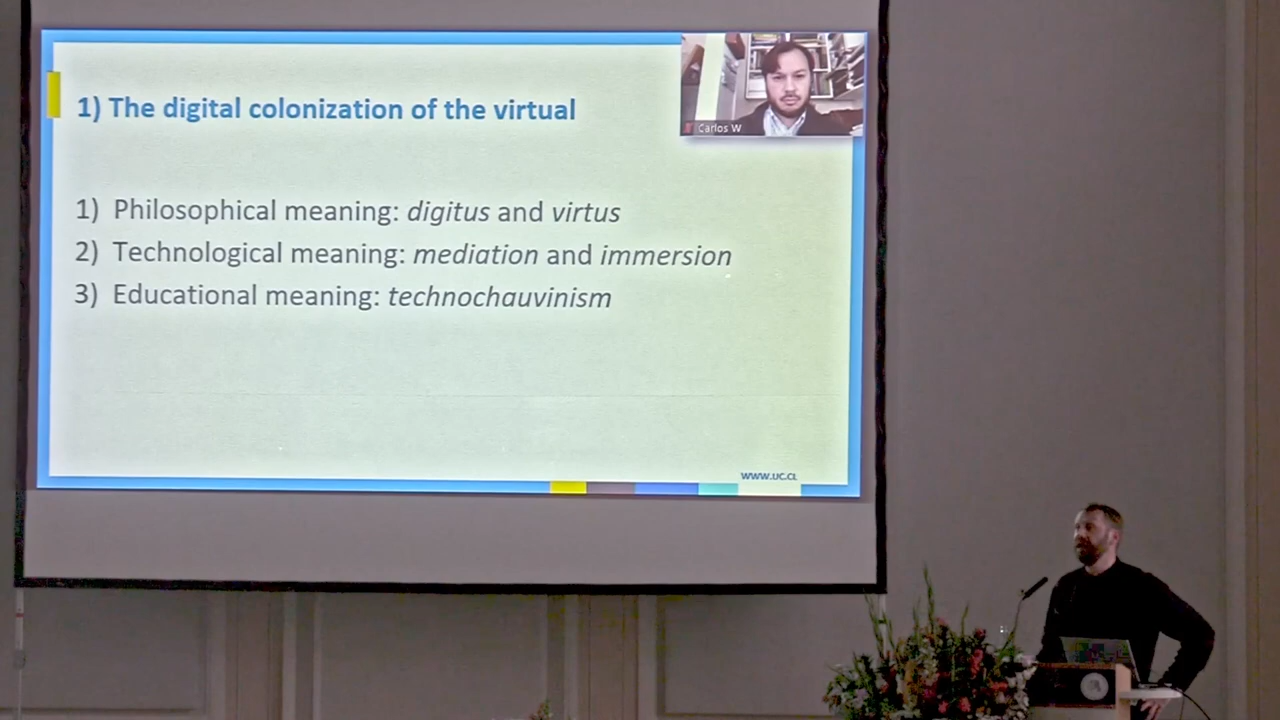 1) The digital colonization of the virtual
Carlos W
1) Philosophical meaning: digitus and virtus
2) Technological meaning: mediation and immersion
3) Educational meaning: technochauvinism
WWW.UC.CL